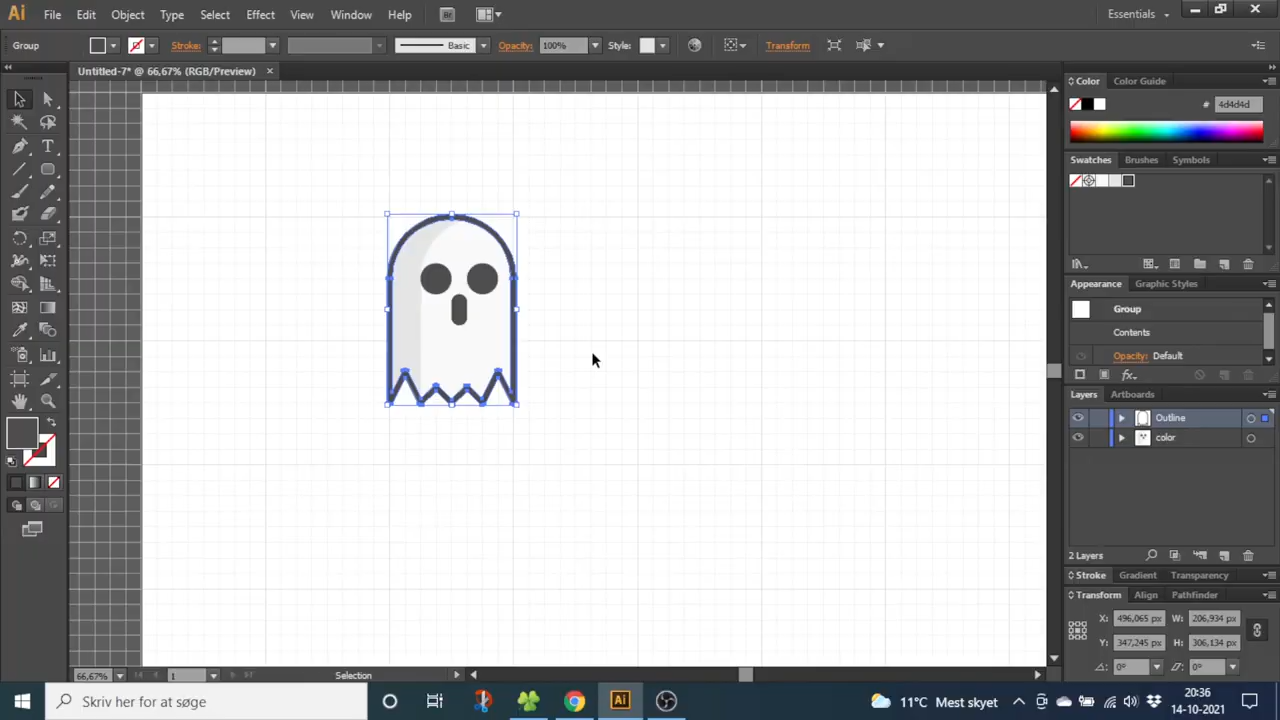 Ai File Edit Object Type Select Effect View Window Help Br Essentials
Group Stroke: Basic Opacity: 100% Style: Transform
Untitled-7* @ 66,67% (RGB/Preview)
Color Color Guide
# 4d4d4d
Swatches Brushes Symbols
Appearance Graphic Styles
Group
Contents
Opacity: Default
fx
Layers Artboards
Outline
color
2 Layers
Stroke Gradient Transparency
Transform Align Pathfinder
X: 496,065 px W: 206,934 px
Y: 347,245 px H: 306,134 px
0° 0°
66,67% 1 Selection
Skriv her for at søge Ai 11°C Mest skyet 20:36
14-10-2021